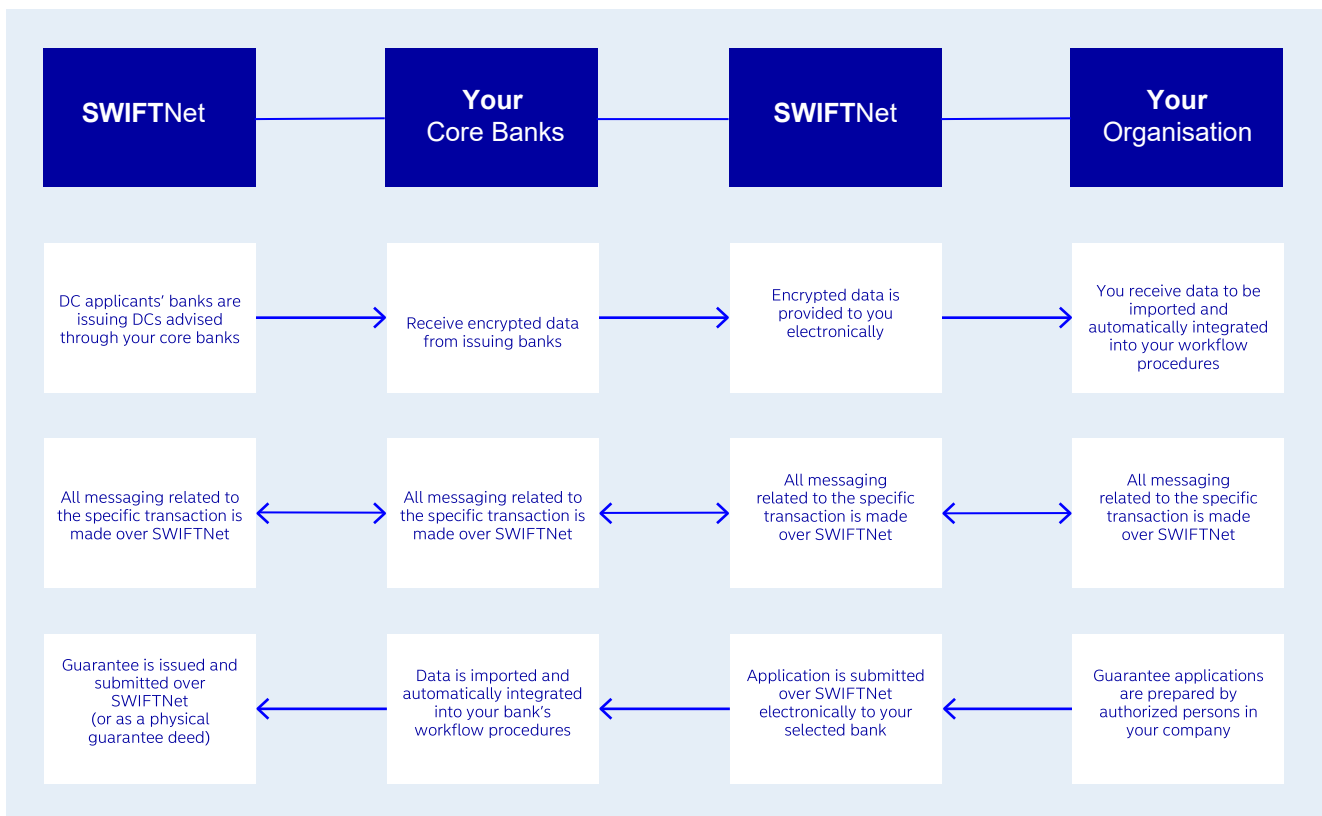 SWIFTNet
Your
Core Banks
SWIFTNet
Your
Organisation
DC applicants’ banks are
issuing DCs advised
through your core banks
Receive encrypted data
from issuing banks
Encrypted data is
provided to you
electronically
You receive data to be
imported and
automatically integrated
into your workflow
procedures
All messaging related to
the specific transaction is
made over SWIFTNet
All messaging related to
the specific transaction is
made over SWIFTNet
All messaging
related to the specific
transaction is made
over SWIFTNet
All messaging
related to the specific
transaction is made
over SWIFTNet
Guarantee is issued and
submitted over
SWIFTNet
(or as a physical
guarantee deed)
Data is imported and
automatically integrated
into your bank’s
workflow procedures
Application is submitted
over SWIFTNet
electronically to your
selected bank
Guarantee applications
are prepared by
authorized persons in
your company